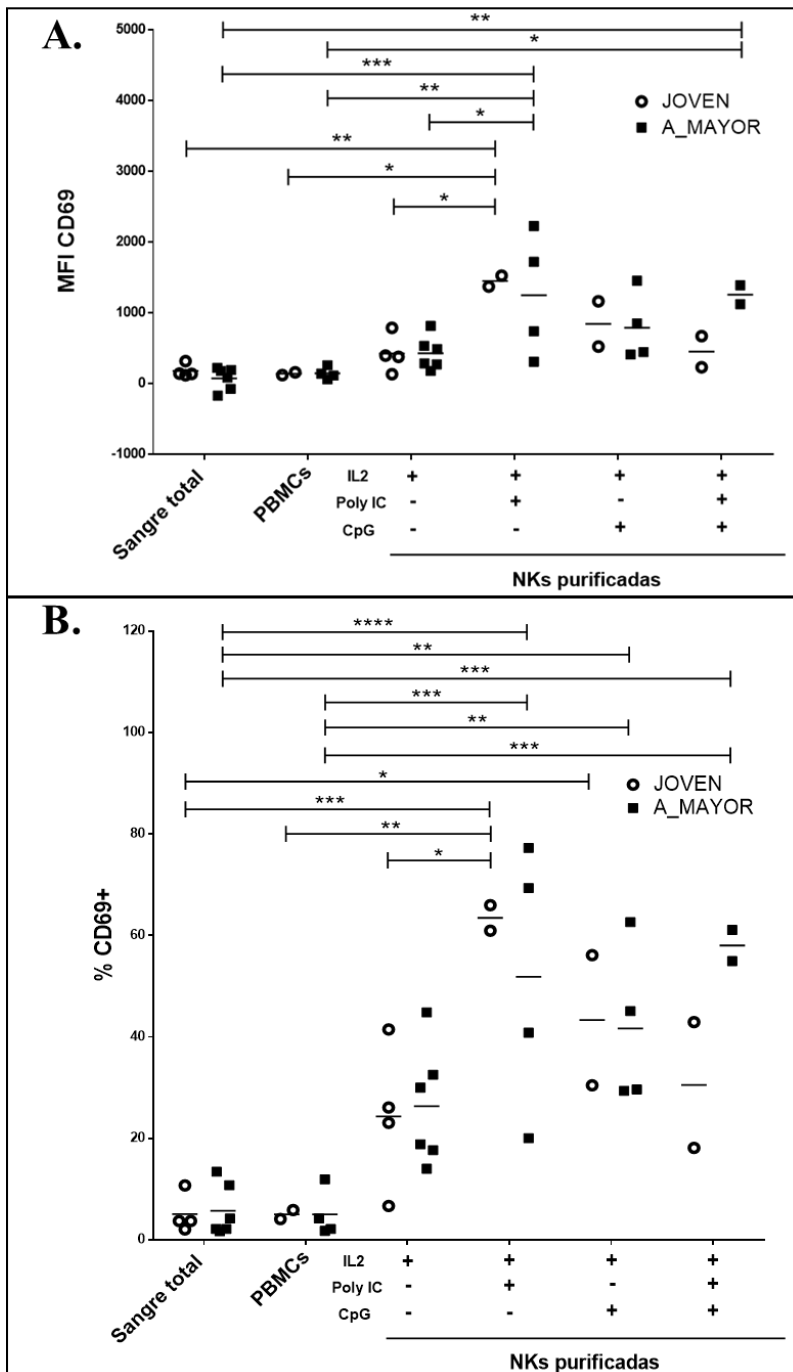 A.
5000
4000
3000
2000
1000
0
-1000
MFI CD69
**
*
***
**
*
**
*
*
JOVEN
A_MAYOR
Sangre total
PBMCs
IL2 + + + +
Poly IC - + - +
CpG - - + +
NKs purificadas
B.
120
100
80
60
40
20
0
% CD69+
****
**
***
***
**
***
*
***
**
*
JOVEN
A_MAYOR
Sangre total
PBMCs
IL2 + + + +
Poly IC - + - +
CpG - - + +
NKs purificadas